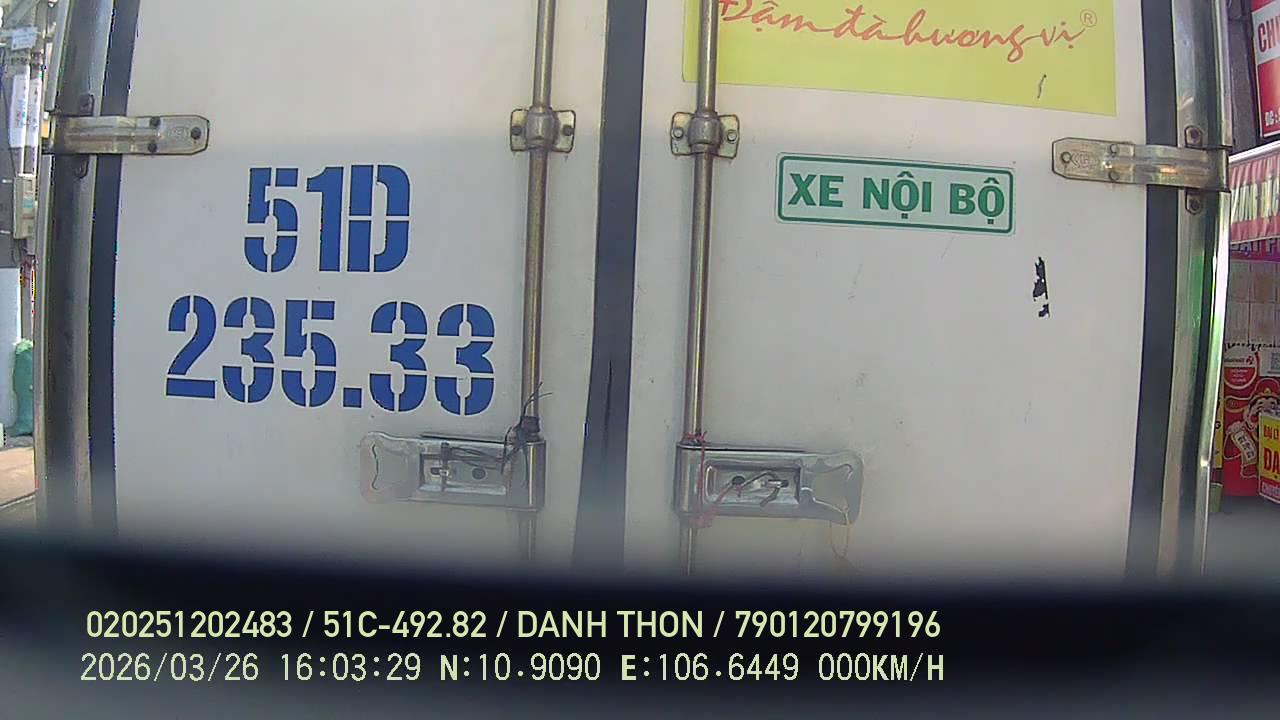 Đậm đà hương vị ®
XE NỘI BỘ
51D
235.33
020251202483 / 51C-492.82 / DANH THON / 790120799196
2026/03/26 16:03:29 N:10.9090 E:106.6449 000KM/H